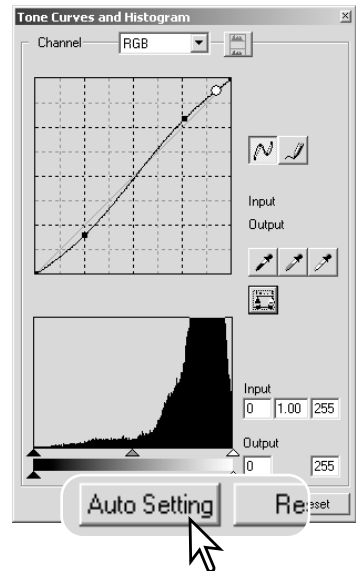 Tone Curves and Histogram
Channel RGB
Input
Output
Input
0 1.00 255
Output
0 255
Auto Setting Re eset